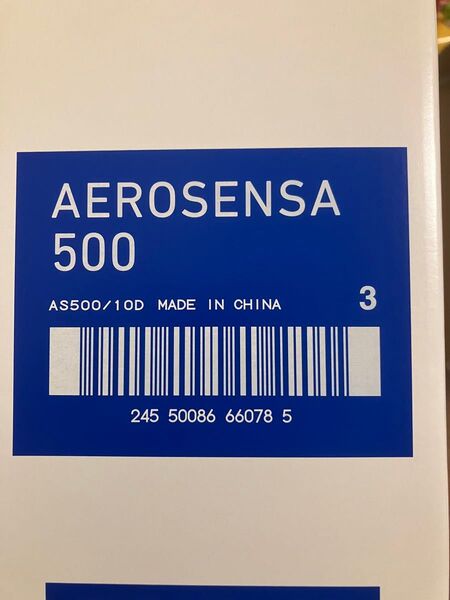 AEROSENSA
500
AS500/10D MADE IN CHINA 3
245 50086 66078 5